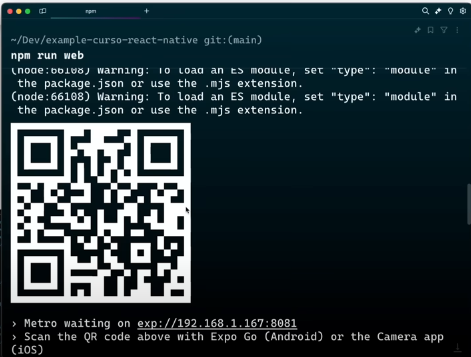 npm
~/Dev/example-curso-react-native git:(main)
npm run web
(node:66108) Warning: To load an ES module, set "type": "module" in
the package.json or use the .mjs extension.
(node:66108) Warning: To load an ES module, set "type": "module" in
the package.json or use the .mjs extension.
› Metro waiting on exp://192.168.1.167:8081
› Scan the QR code above with Expo Go (Android) or the Camera app
(iOS)